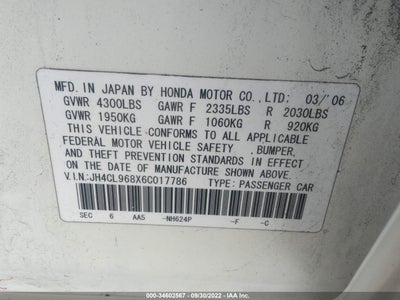 MFD. IN JAPAN BY HONDA MOTOR CO.,LTD: 03/'06
GVWR 4300LBS GAWR F 2335LBS R 2030LBS
GVWR 1950KG GAWR F 1060KG R 920KG
THIS VEHICLE CONFORMS TO ALL APPLICABLE
FEDERAL MOTOR VEHICLE SAFETY, BUMPER,
AND THEFT PREVENTION STANDARDS IN EFFECT
ON THE DATE OF MANUFACTURE SHOWN ABOVE.
V.I.N:JH4CL968X6C017786 TYPE: PASSENGER CAR
SEC 6 AA5 -NH624P -F -C
IAA 000-34602567 | 09/30/2022 | IAAI.COM